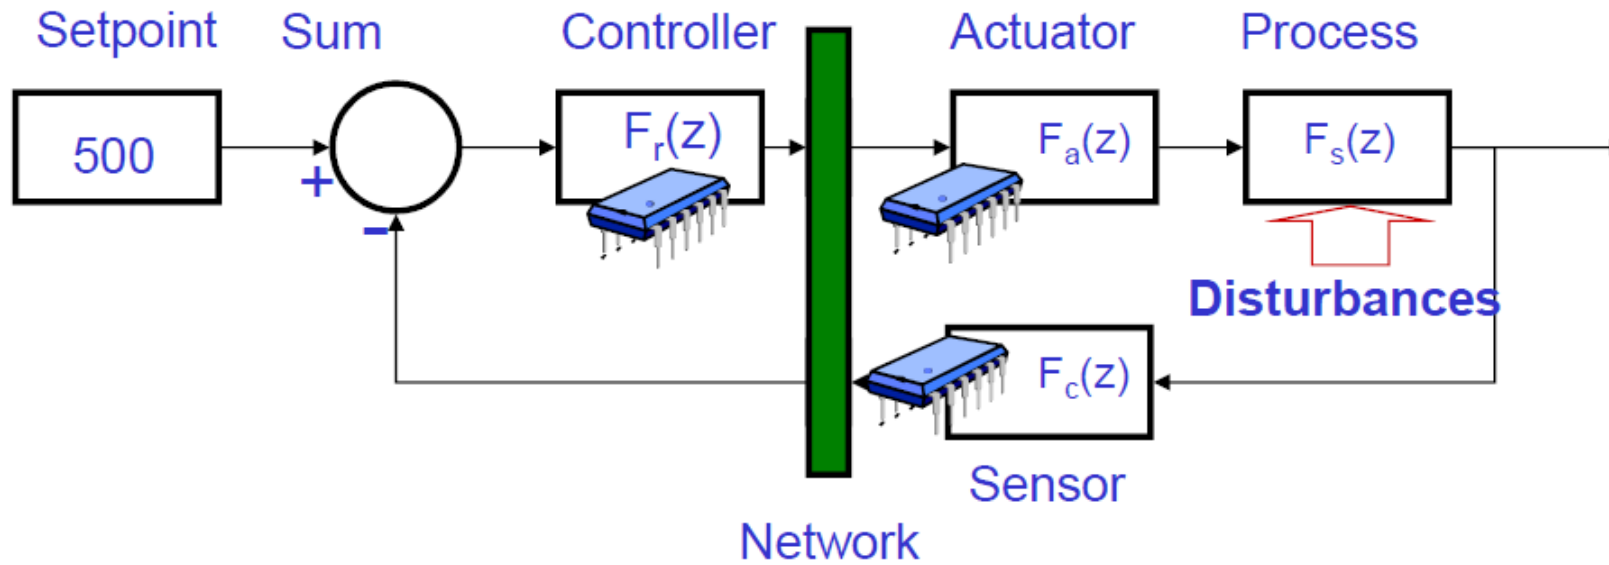 Setpoint
Sum
Controller
Actuator
Process
500
+
-
Fr(z)
Fa(z)
Fs(z)
Disturbances
Fc(z)
Sensor
Network